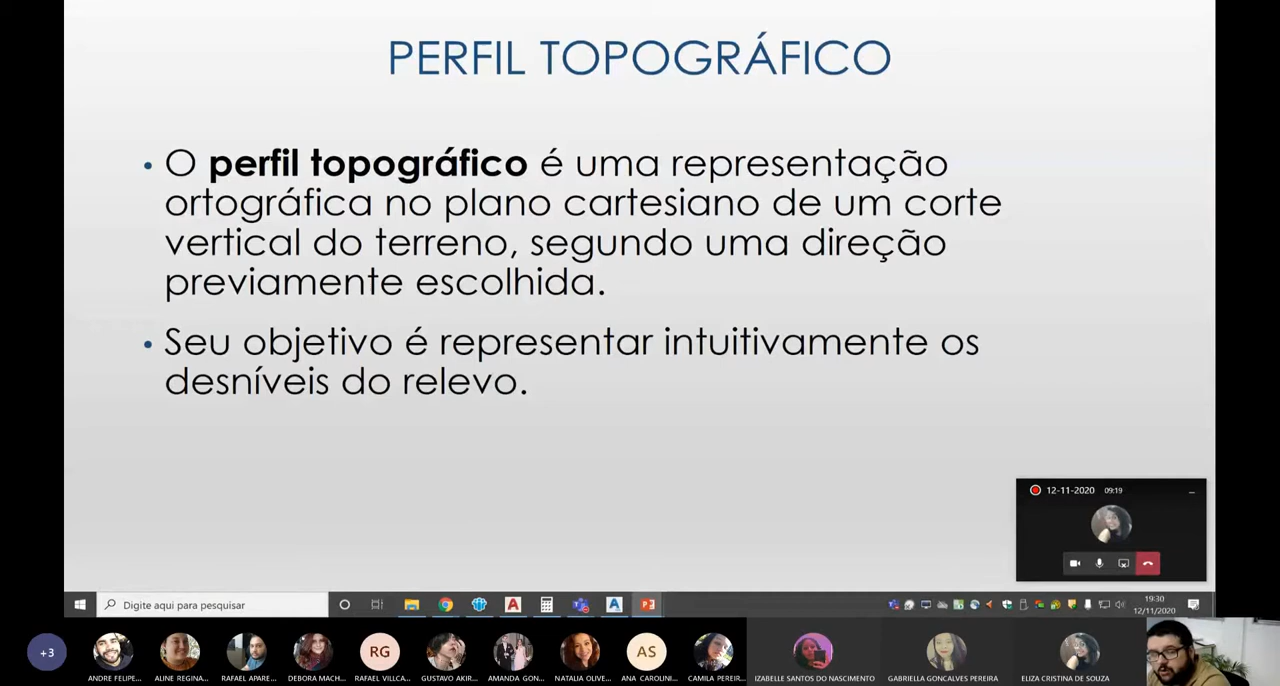 PERFIL TOPOGRÁFICO
• O perfil topográfico é uma representação
ortográfica no plano cartesiano de um corte
vertical do terreno, segundo uma direção
previamente escolhida.
• Seu objetivo é representar intuitivamente os
desníveis do relevo.
12-11-2020 09:19
Digite aqui para pesquisar
19:30
12/11/2020
+3
RG
AS
ANDRE FELIPE...
ALINE REGINA...
RAFAEL APARE...
DEBORA MACH...
RAFAEL VILLCA...
GUSTAVO AKIR...
AMANDA GON...
NATALIA OLIVE...
ANA CAROLINI...
CAMILA PEREIR...
IZABELLE SANTOS DO NASCIMENTO
GABRIELLA GONCALVES PEREIRA
ELIZA CRISTINA DE SOUZA